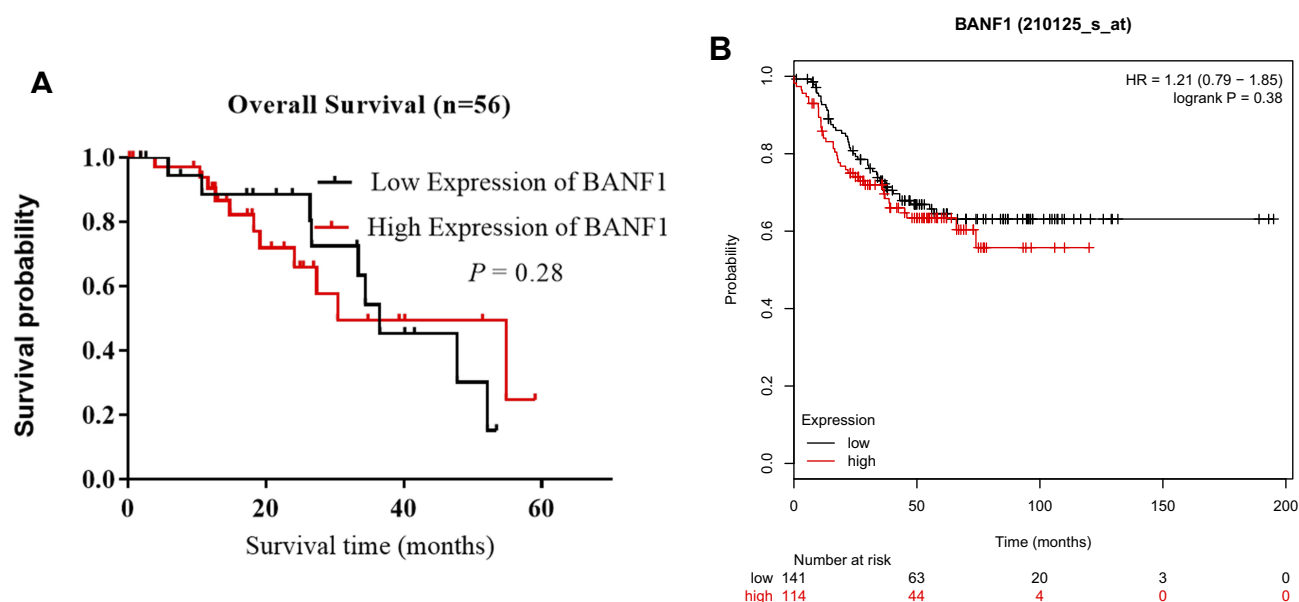 A
Overall Survival (n=56)
Survival probability
1.0
0.8
0.6
0.4
0.2
0.0
0 20 40 60
Survival time (months)
Low Expression of BANF1
High Expression of BANF1
P = 0.28
B
BANF1 (210125_s_at)
HR = 1.21 (0.79 − 1.85)
logrank P = 0.38
Probability
1.0
0.8
0.6
0.4
0.2
0.0
Expression
low
high
0 50 100 150 200
Time (months)
Number at risk
low 141 63 20 3 0
high 114 44 4 0 0